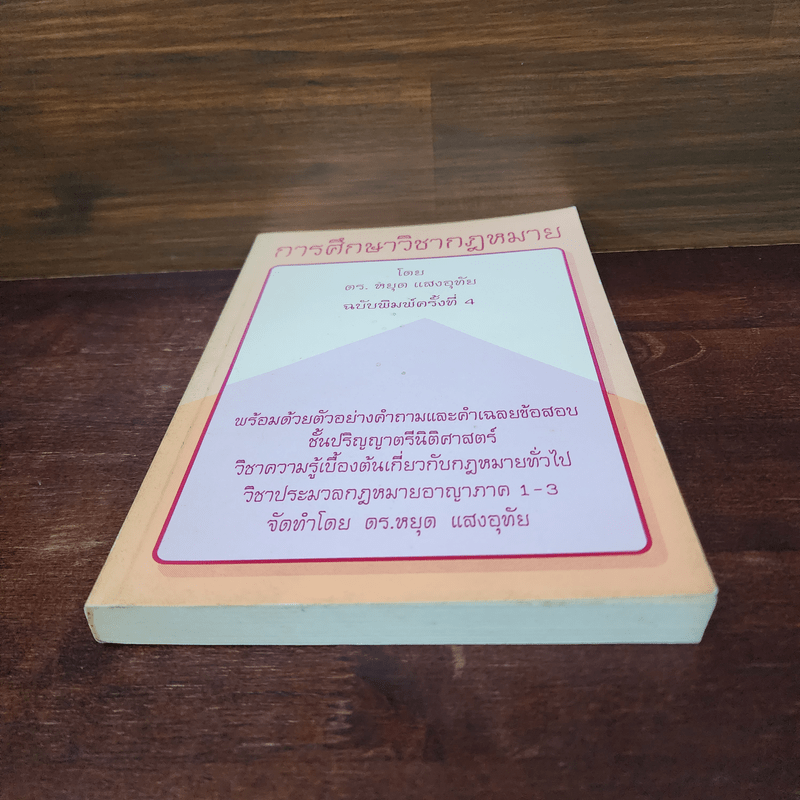 การศึกษาวิชากฎหมาย
โดย
ดร. หยุด แสงอุทัย
ฉบับพิมพ์ครั้งที่ 4
พร้อมด้วยตัวอย่างคำถามและคำเฉลยข้อสอบ
ชั้นปริญญาตรีนิติศาสตร์
วิชาความรู้เบื้องต้นเกี่ยวกับกฎหมายทั่วไป
วิชาประมวลกฎหมายอาญาภาค 1-3
จัดทำโดย ดร.หยุด แสงอุทัย